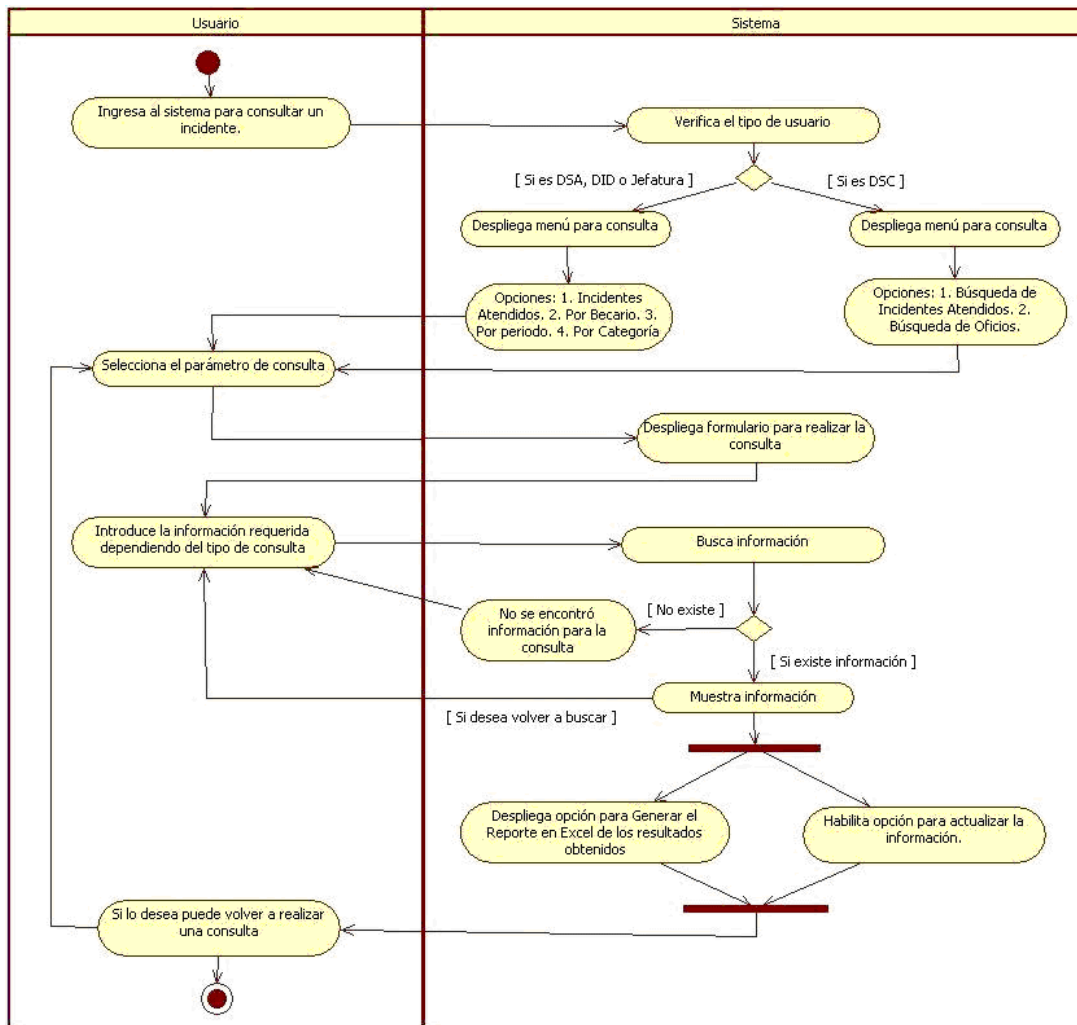 Usuario
Sistema
Ingresa al sistema para consultar un
incidente.
Verifica el tipo de usuario
[ Si es DSA, DID o Jefatura ]
[ Si es DSC ]
Despliega menú para consulta
Despliega menú para consulta
Opciones: 1. Incidentes
Atendidos. 2. Por Becario. 3.
Por periodo. 4. Por Categoría
Opciones: 1. Búsqueda de
Incidentes Atendidos. 2.
Búsqueda de Oficios.
Selecciona el parámetro de consulta
Despliega formulario para realizar la
consulta
Introduce la información requerida
dependiendo del tipo de consulta
Busca información
No se encontró
información para la
consulta
[ No existe ]
[ Si existe información ]
Muestra información
[ Si desea volver a buscar ]
Despliega opción para Generar el
Reporte en Excel de los resultados
obtenidos
Habilita opción para actualizar la
información.
Si lo desea puede volver a realizar
una consulta